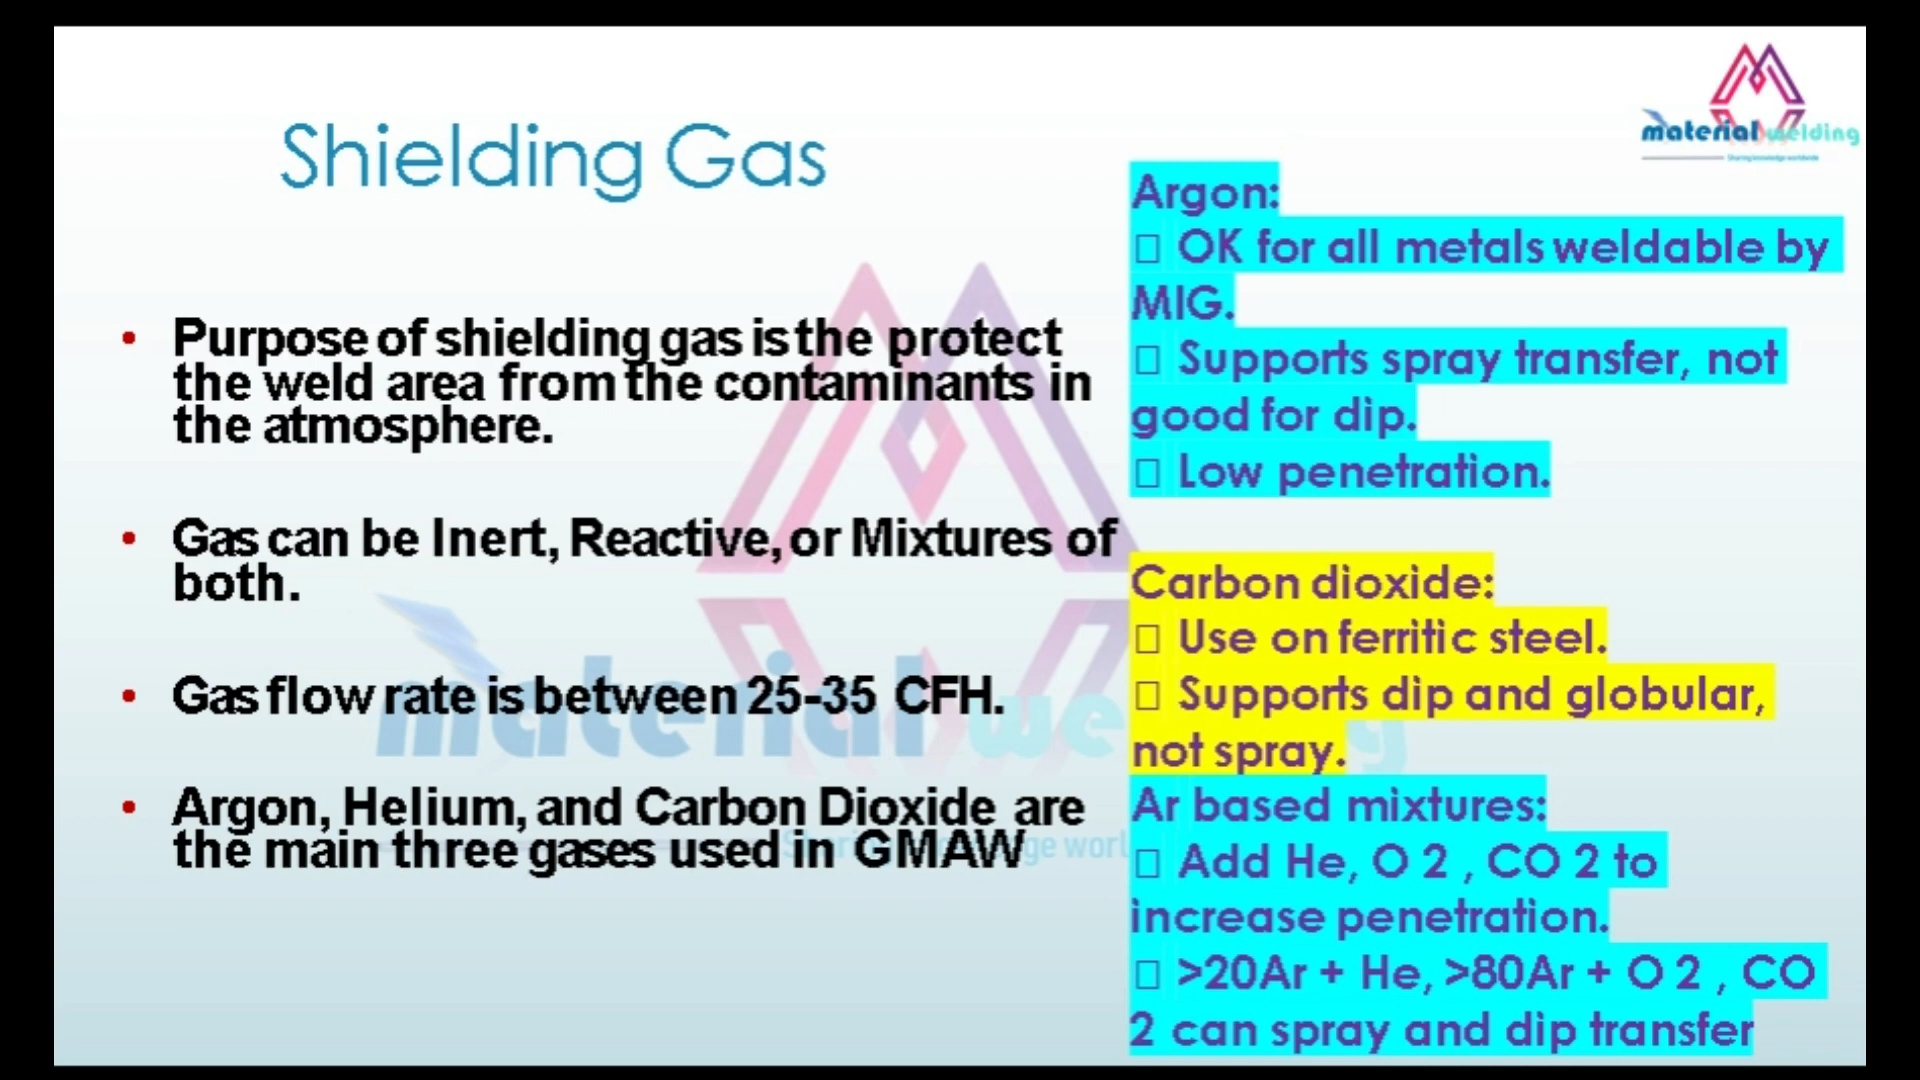 material welding
Sharing knowledge worldwide
Shielding Gas
• Purpose of shielding gas is the protect
the weld area from the contaminants in
the atmosphere.
• Gas can be Inert, Reactive, or Mixtures of
both.
• Gas flow rate is between 25-35 CFH.
• Argon, Helium, and Carbon Dioxide are
the main three gases used in GMAW
Argon:
□ OK for all metals weldable by
MIG.
□ Supports spray transfer, not
good for dip.
□ Low penetration.
Carbon dioxide:
□ Use on ferritic steel.
□ Supports dip and globular,
not spray.
Ar based mixtures:
□ Add He, O 2 , CO 2 to
increase penetration.
□ >20Ar + He, >80Ar + O 2 , CO
2 can spray and dip transfer